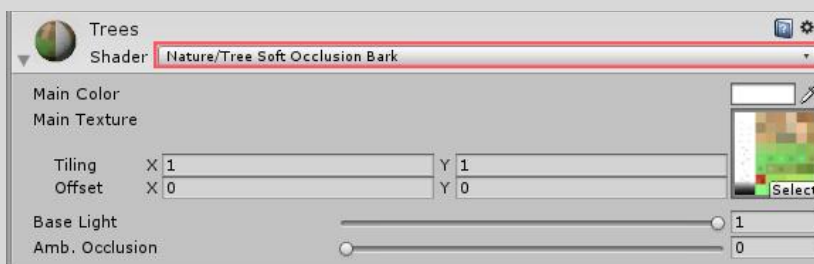 Trees
Shader Nature/Tree Soft Occlusion Bark
Main Color
Main Texture
Tiling X 1 Y 1
Offset X 0 Y 0
Select
Base Light 1
Amb. Occlusion 0